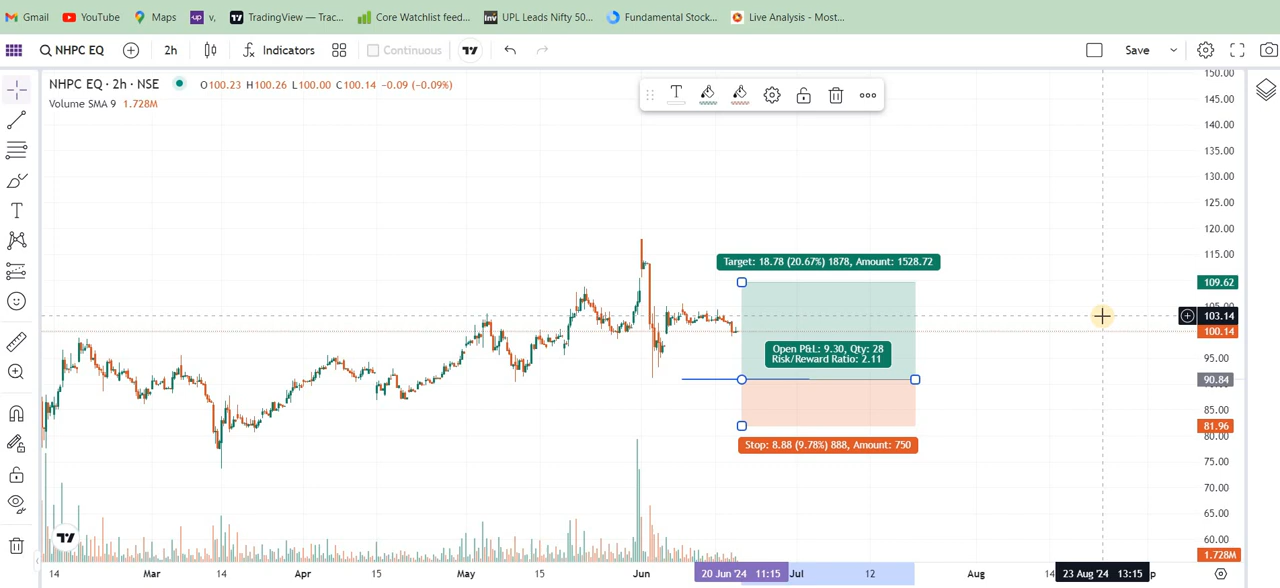 Gmail YouTube Maps up v, TradingView — Trac... Core Watchlist feed... Inv UPL Leads Nifty 50... Fundamental Stock... Live Analysis - Most...
NHPC EQ 2h Indicators Continuous Save
NHPC EQ · 2h · NSE O100.23 H100.26 L100.00 C100.14 −0.09 (−0.09%)
Volume SMA 9 1.728M
T
150.00
145.00
140.00
135.00
130.00
125.00
120.00
115.00
Target: 18.78 (20.67%) 1878, Amount: 1528.72
109.62
105.00
103.14
100.14
Open P&L: 9.30, Qty: 28
Risk/Reward Ratio: 2.11
95.00
90.84
85.00
81.96
80.00
Stop: 8.88 (9.78%) 888, Amount: 750
75.00
70.00
65.00
60.00
1.728M
14 Mar 14 Apr 15 May 15 Jun 20 Jun '24 11:15 Jul 12 Aug 14 23 Aug '24 13:15 p